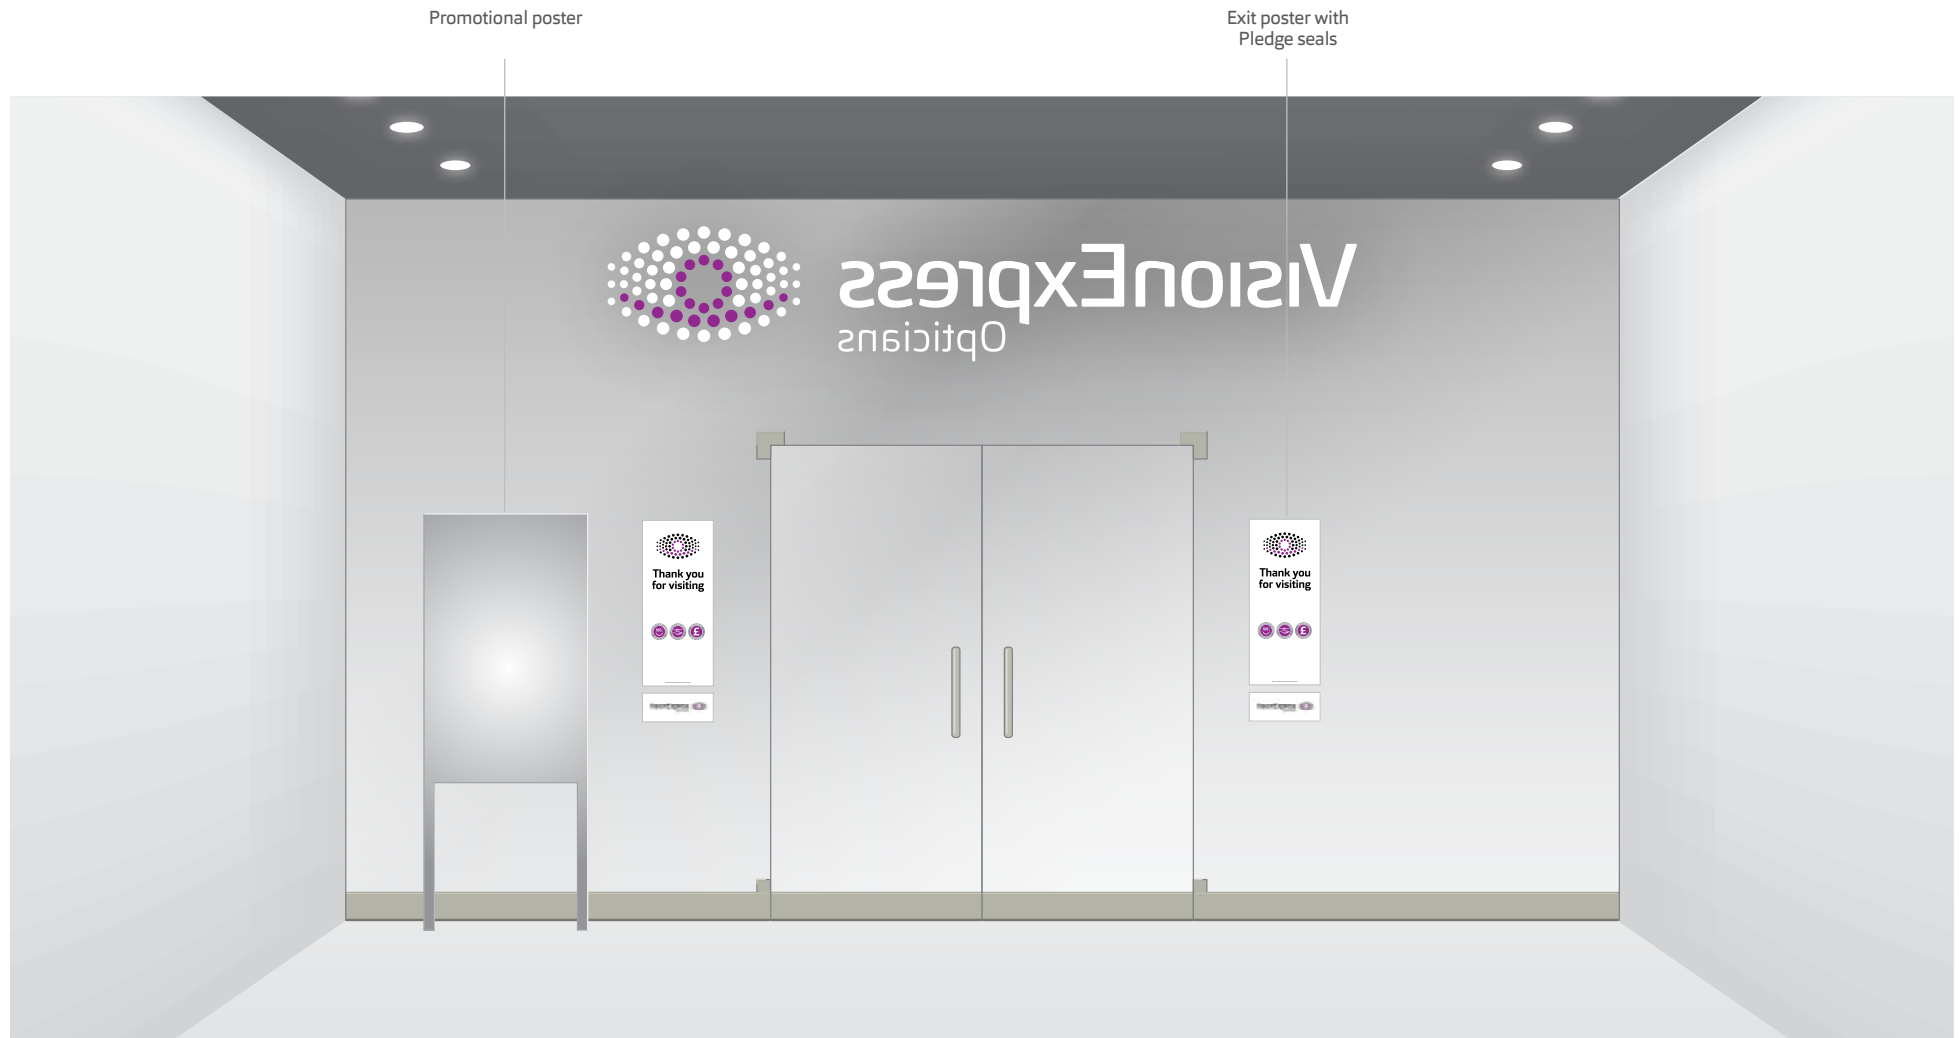 Promotional poster
Exit poster with
Pledge seals
VisionExpress
Opticians
Thank you
for visiting
£
Thank you
for visiting
£